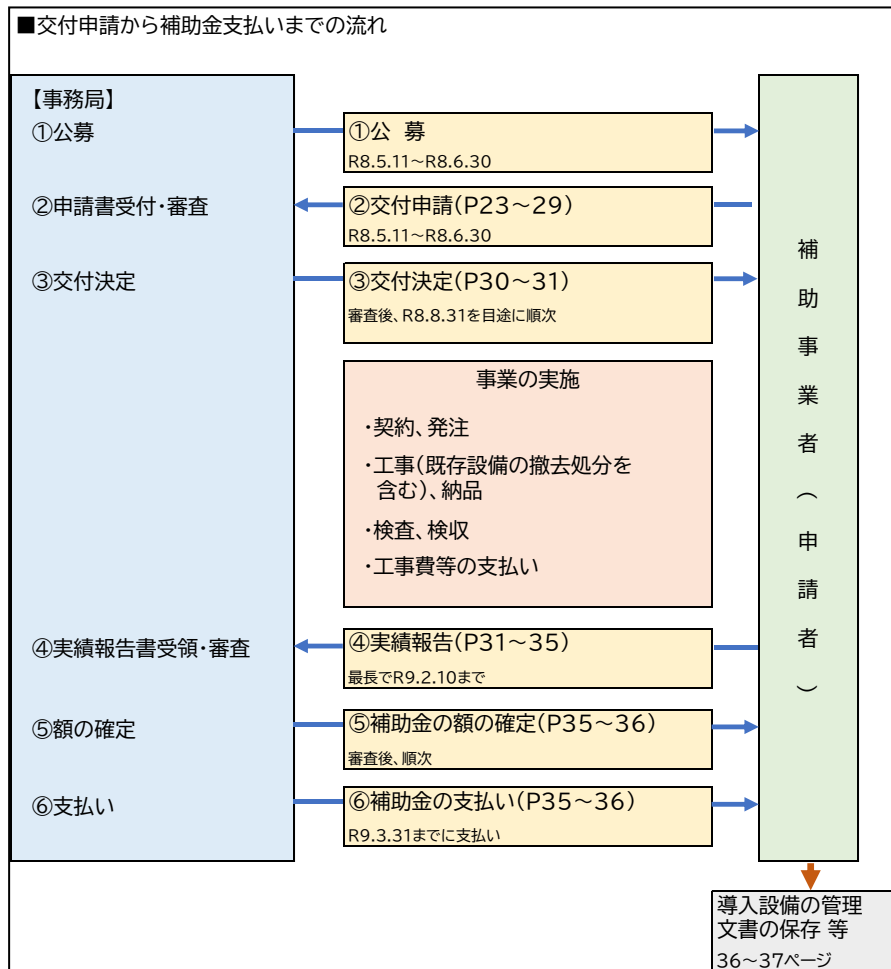 ■交付申請から補助金支払いまでの流れ
【事務局】
①公募
①公 募
R8.5.11～R8.6.30
②申請書受付・審査
②交付申請(P23～29)
R8.5.11～R8.6.30
③交付決定
③交付決定(P30～31)
審査後、R8.8.31を目途に順次
事業の実施
・契約、発注
・工事(既存設備の撤去処分を
含む)、納品
・検査、検収
・工事費等の支払い
④実績報告書受領・審査
④実績報告(P31～35)
最長でR9.2.10まで
⑤額の確定
⑤補助金の額の確定(P35～36)
審査後、順次
⑥支払い
⑥補助金の支払い(P35～36)
R9.3.31までに支払い
補助事業者(申請者)
導入設備の管理
文書の保存 等
36～37ページ